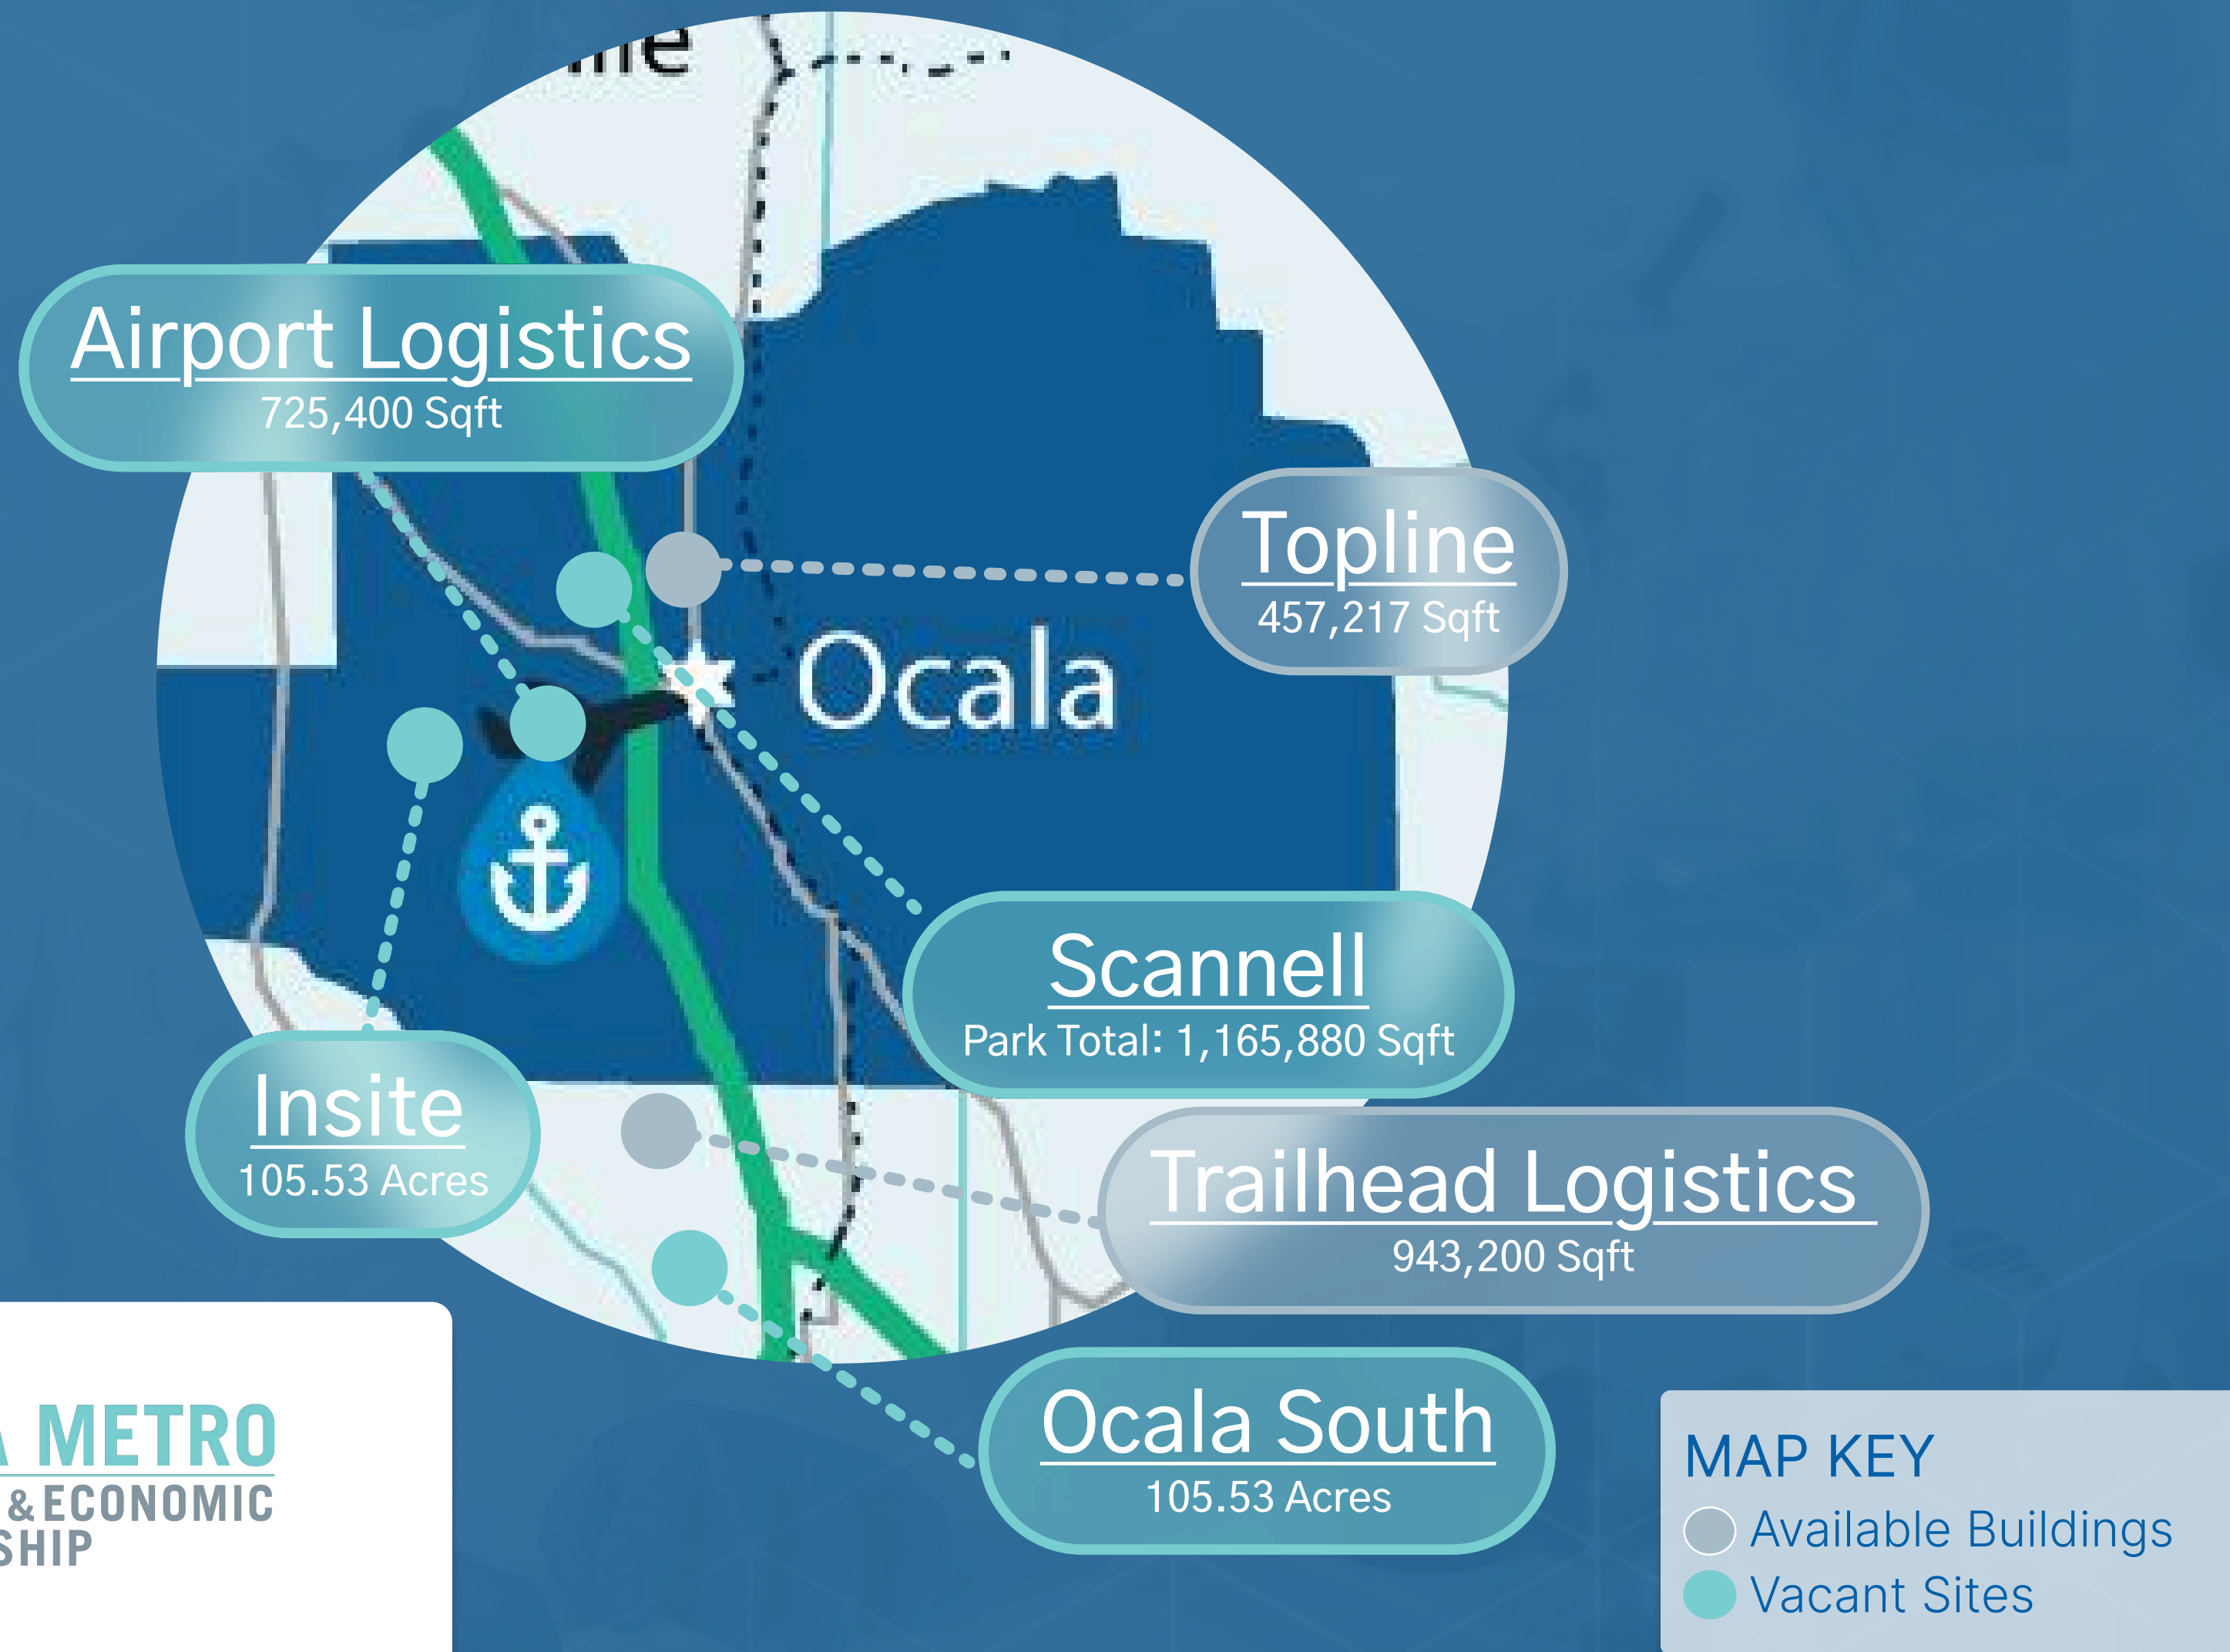 Airport Logistics
725,400 Sqft
Topline
457,217 Sqft
Ocala
Scannell
Park Total: 1,165,880 Sqft
Insite
105.53 Acres
Trailhead Logistics
943,200 Sqft
Ocala South
105.53 Acres
METRO
& ECONOMIC
MAP KEY
Available Buildings
Vacant Sites